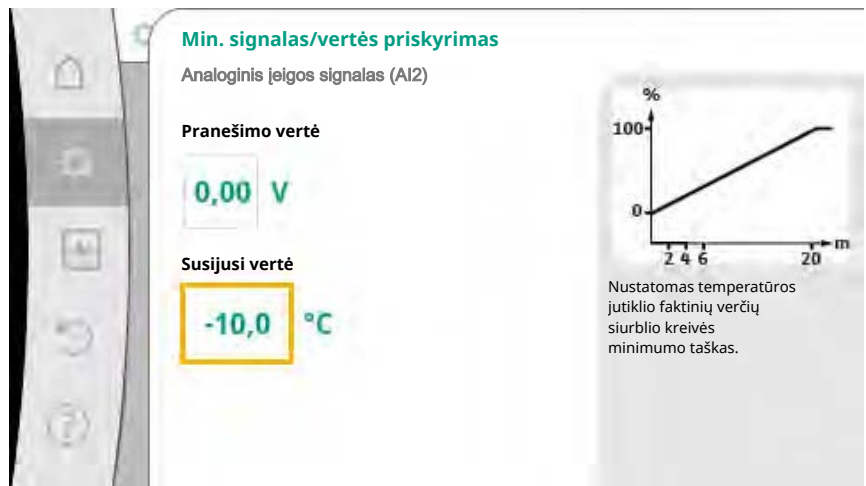 Min. signalas/vertės priskyrimas
Analoginis įeigos signalas (AI2)
Pranešimo vertė
0,00 V
Susijusi vertė
-10,0 °C
%
100
0
2 4 6 20
m
Nustatomas temperatūros
jutiklio faktinių verčių
siurblio kreivės
minimumo taškas.
?